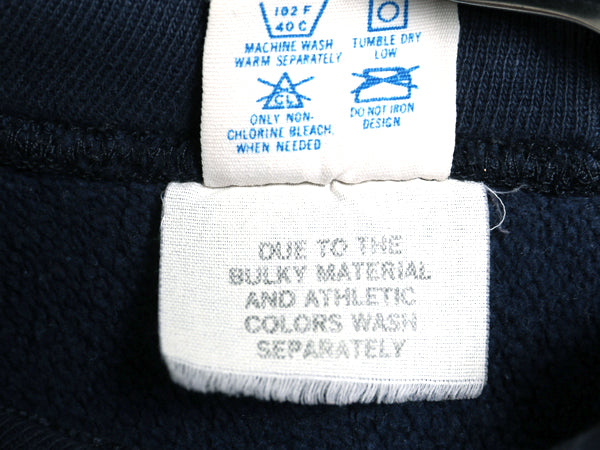 102 F
40 C
MACHINE WASH
WARM SEPARATELY
TUMBLE DRY
LOW
CL
ONLY NON-
CHLORINE BLEACH,
WHEN NEEDED
DO NOT IRON
DESIGN
DUE TO THE
BULKY MATERIAL
AND ATHLETIC
COLORS WASH
SEPARATELY